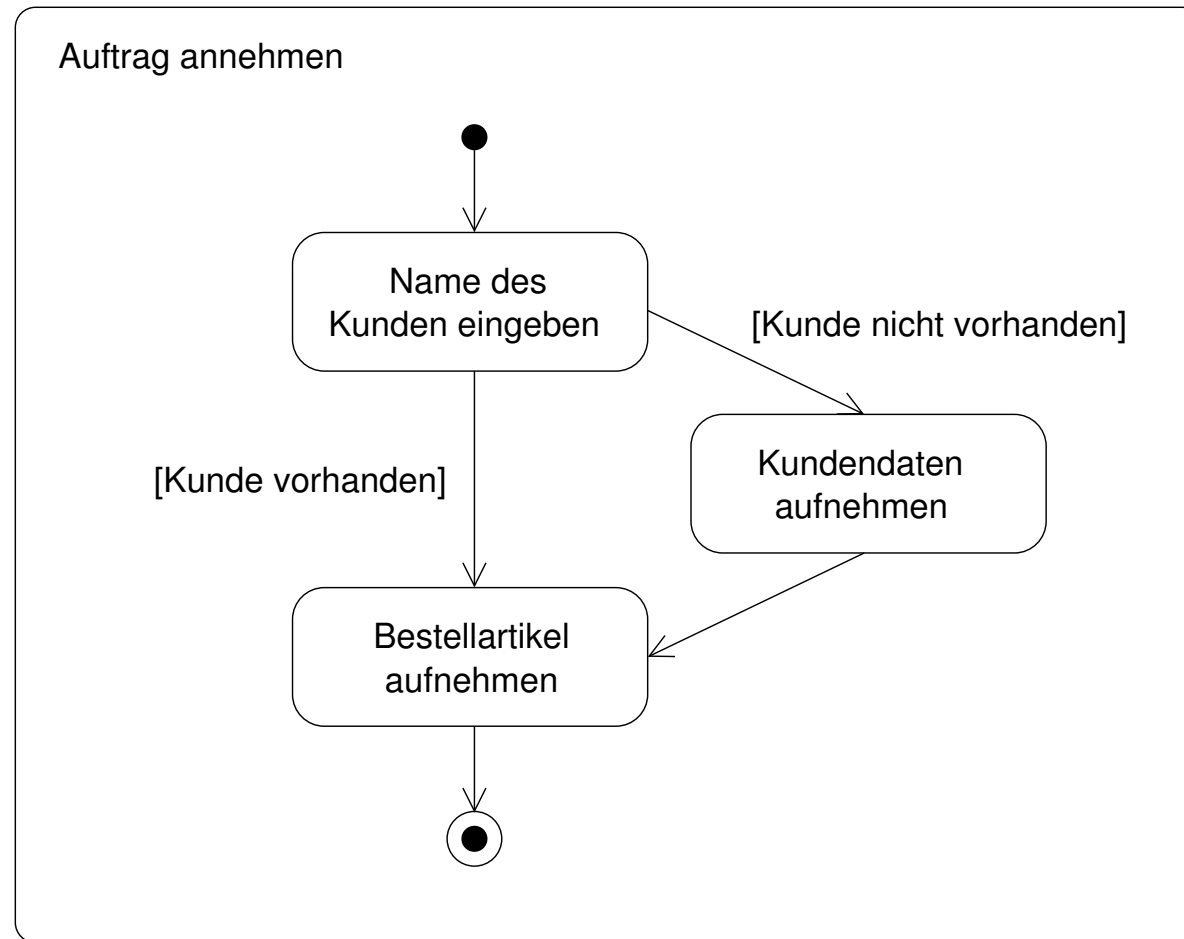 Auftrag annehmen
Name des
Kunden eingeben
[Kunde nicht vorhanden]
Kundendaten
aufnehmen
[Kunde vorhanden]
Bestellartikel
aufnehmen